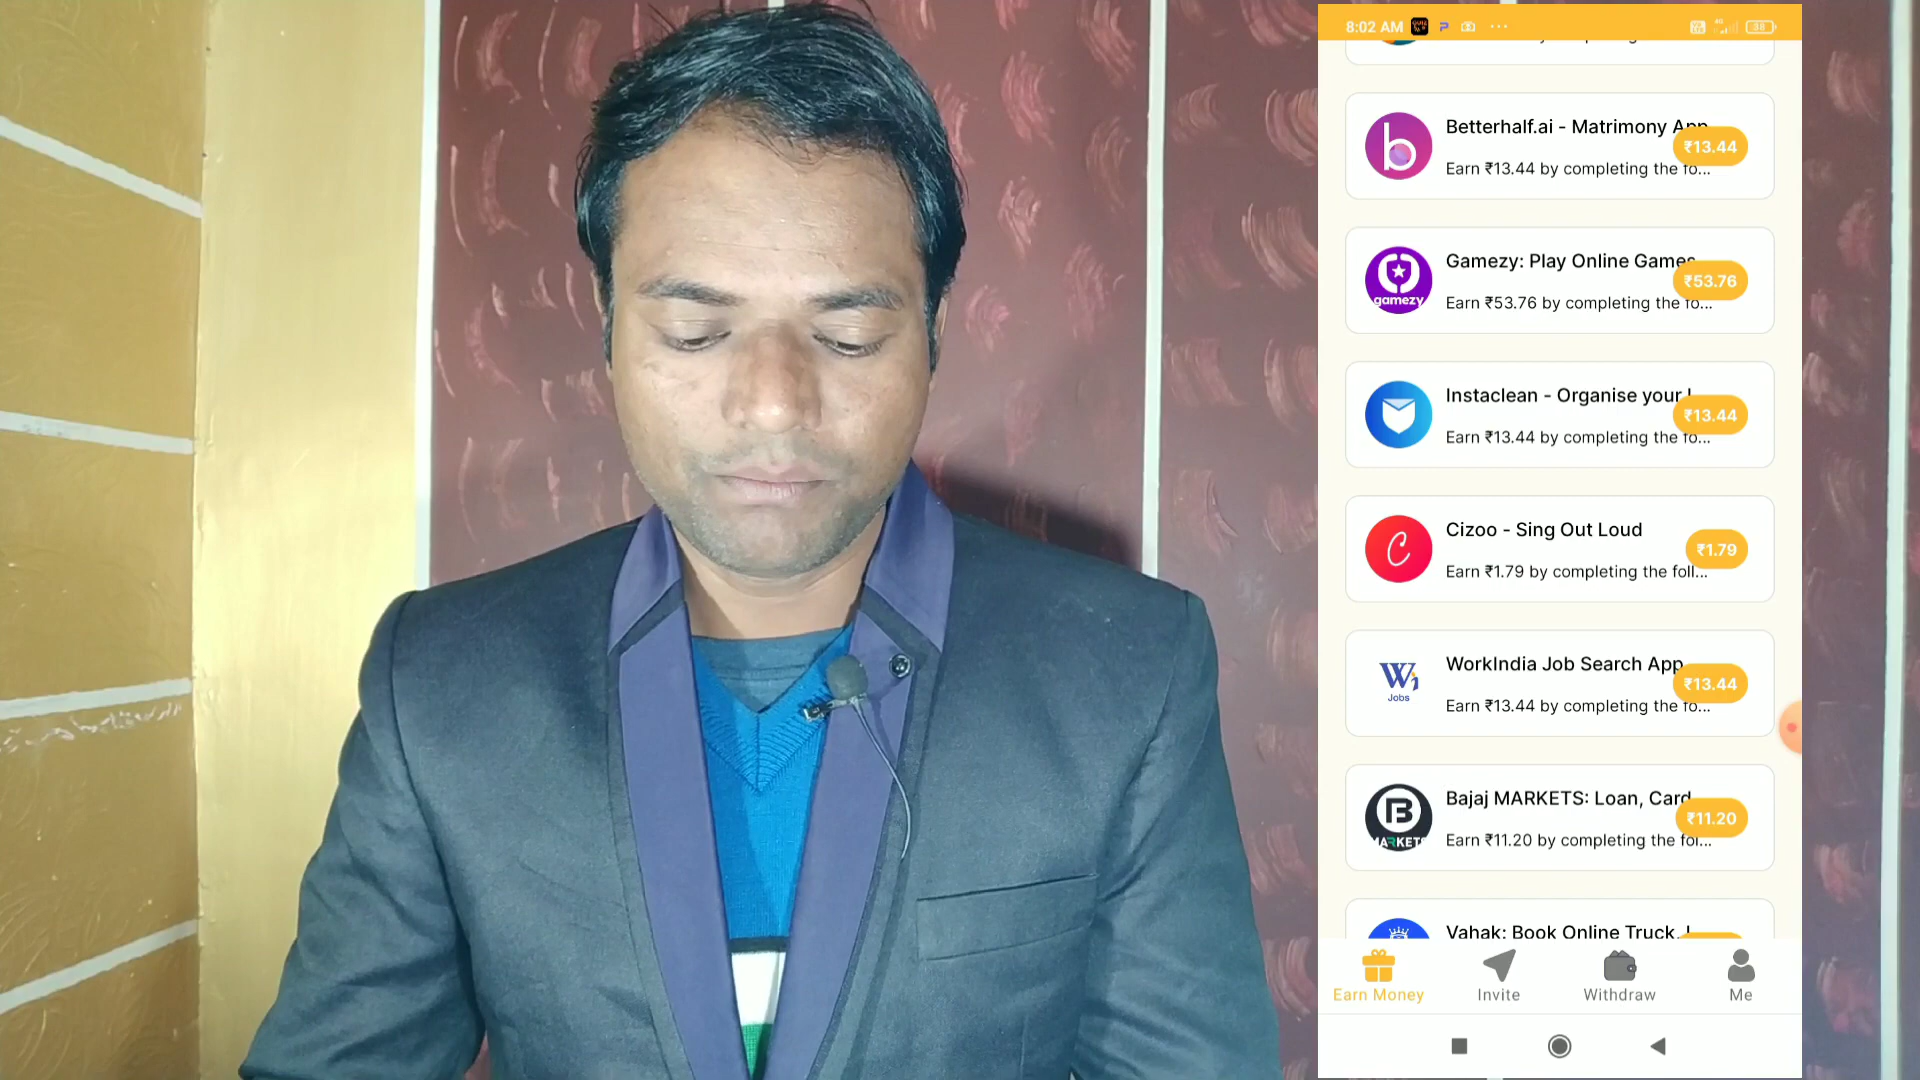 8:02 AM
Betterhalf.ai - Matrimony App
₹13.44
Earn ₹13.44 by completing the fo...
Gamezy: Play Online Games
₹53.76
gamezy
Earn ₹53.76 by completing the fo...
Instaclean - Organise your
₹13.44
Earn ₹13.44 by completing the fo...
Cizoo - Sing Out Loud
₹1.79
Earn ₹1.79 by completing the foll...
WorkIndia Job Search App
₹13.44
Jobs
Earn ₹13.44 by completing the fo...
Bajaj MARKETS: Loan, Card
₹11.20
MARKETS
Earn ₹11.20 by completing the fol...
Vahak: Book Online Truck,
Earn Money
Invite
Withdraw
Me